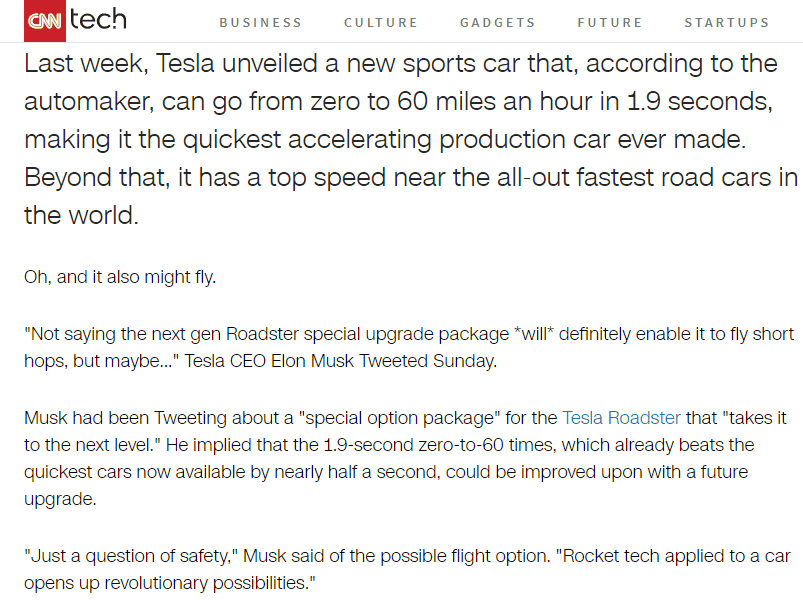 CNN tech BUSINESS CULTURE GADGETS FUTURE STARTUPS
Last week, Tesla unveiled a new sports car that, according to the
automaker, can go from zero to 60 miles an hour in 1.9 seconds,
making it the quickest accelerating production car ever made.
Beyond that, it has a top speed near the all-out fastest road cars in
the world.
Oh, and it also might fly.
"Not saying the next gen Roadster special upgrade package *will* definitely enable it to fly short
hops, but maybe..." Tesla CEO Elon Musk Tweeted Sunday.
Musk had been Tweeting about a "special option package" for the Tesla Roadster that "takes it
to the next level." He implied that the 1.9-second zero-to-60 times, which already beats the
quickest cars now available by nearly half a second, could be improved upon with a future
upgrade.
"Just a question of safety," Musk said of the possible flight option. "Rocket tech applied to a car
opens up revolutionary possibilities."